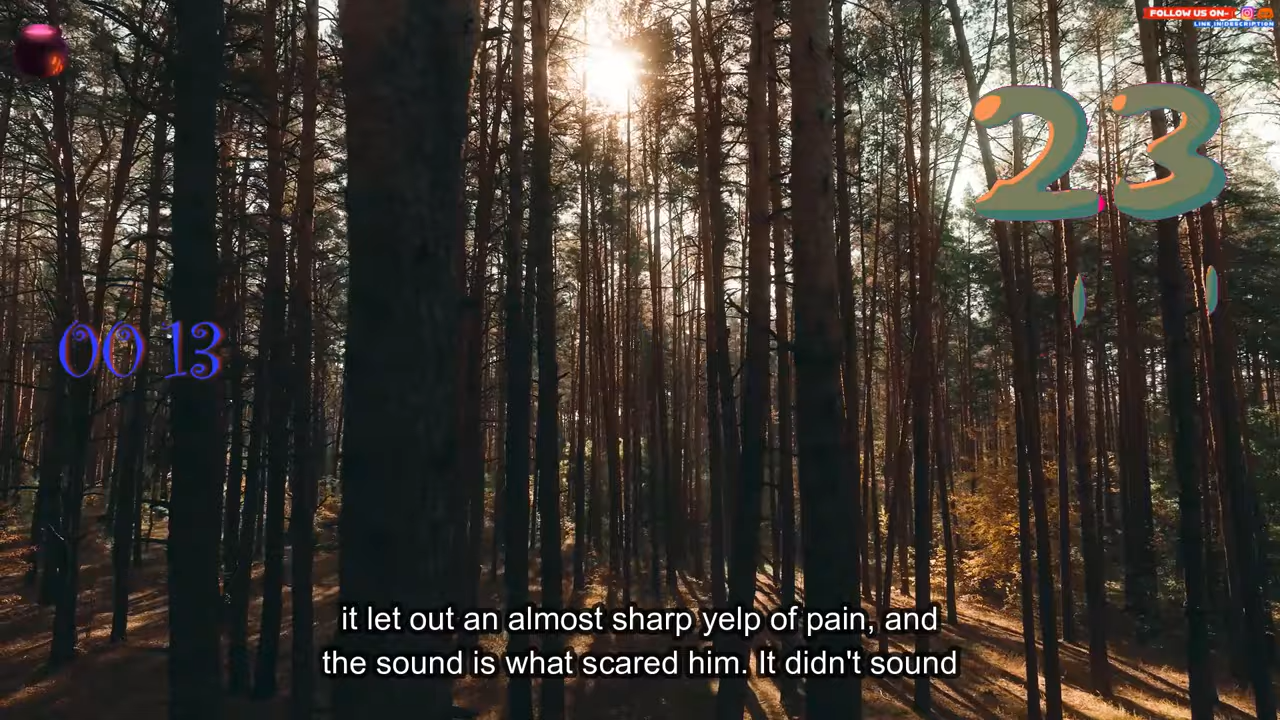 FOLLOW US ON-
LINK IN DESCRIPTION
23
00 13
it let out an almost sharp yelp of pain, and
the sound is what scared him. It didn't sound